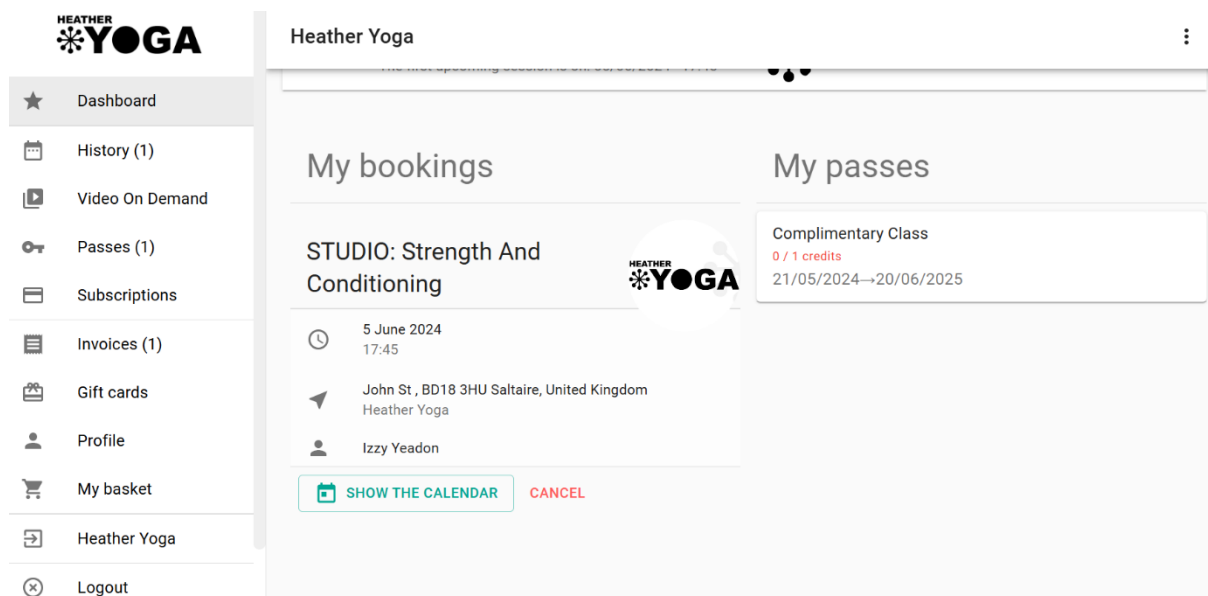 HEATHER
YOGA
Dashboard
History (1)
Video On Demand
Passes (1)
Subscriptions
Invoices (1)
Gift cards
Profile
My basket
Heather Yoga
Logout
Heather Yoga
My bookings
STUDIO: Strength And
Conditioning
HEATHER
YOGA
5 June 2024
17:45
John St , BD18 3HU Saltaire, United Kingdom
Heather Yoga
Izzy Yeadon
SHOW THE CALENDAR
CANCEL
My passes
Complimentary Class
0 / 1 credits
21/05/2024→20/06/2025